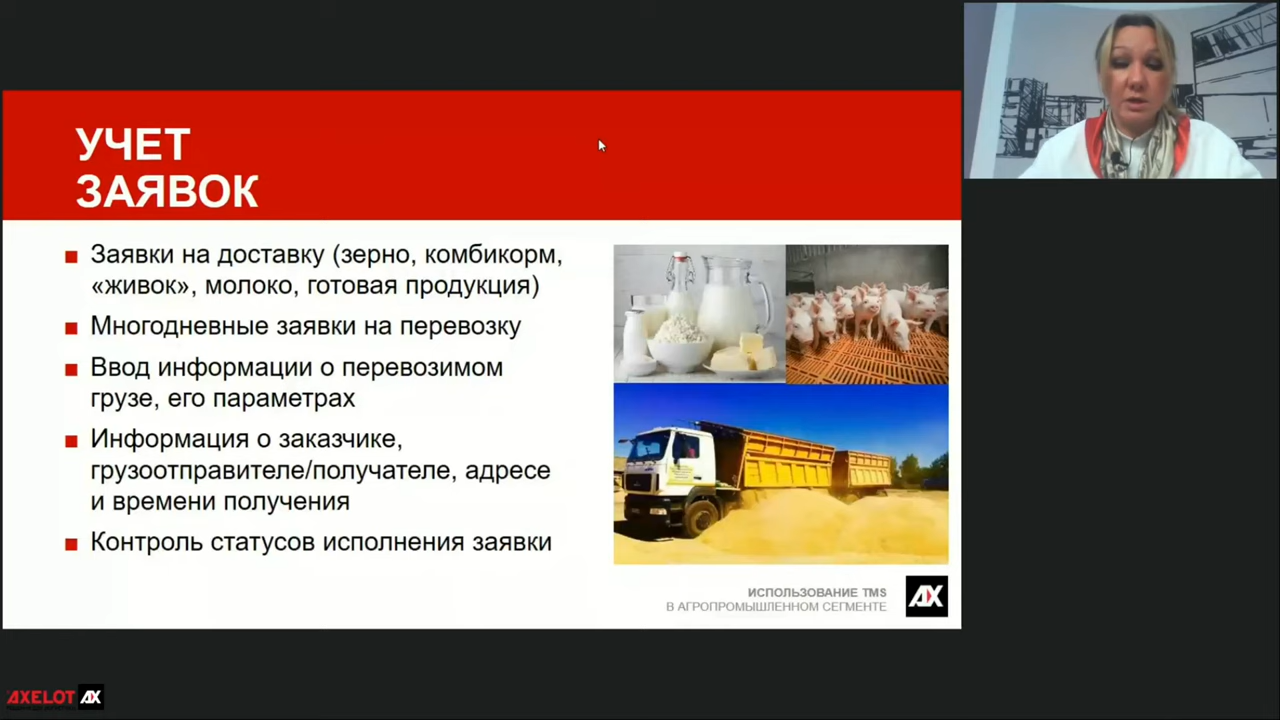 УЧЕТ
ЗАЯВОК
Заявки на доставку (зерно, комбикорм,
«живок», молоко, готовая продукция)
Многодневные заявки на перевозку
Ввод информации о перевозимом
грузе, его параметрах
Информация о заказчике,
грузоотправителе/получателе, адресе
и времени получения
Контроль статусов исполнения заявки
ИСПОЛЬЗОВАНИЕ TMS
В АГРОПРОМЫШЛЕННОМ СЕГМЕНТЕ
AX
AXELOT AX